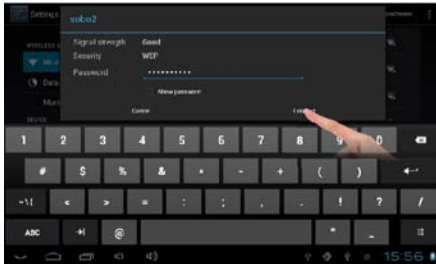 Settings
sobo2
Signal strength Good
Security WEP
Password ••••••••••
Show password
Cancel
1 2 3 4 5 6 7 8 9 0
# $ % & * - + ( )
< > = : ; , . ! ? /
ABC @ " _
15:56